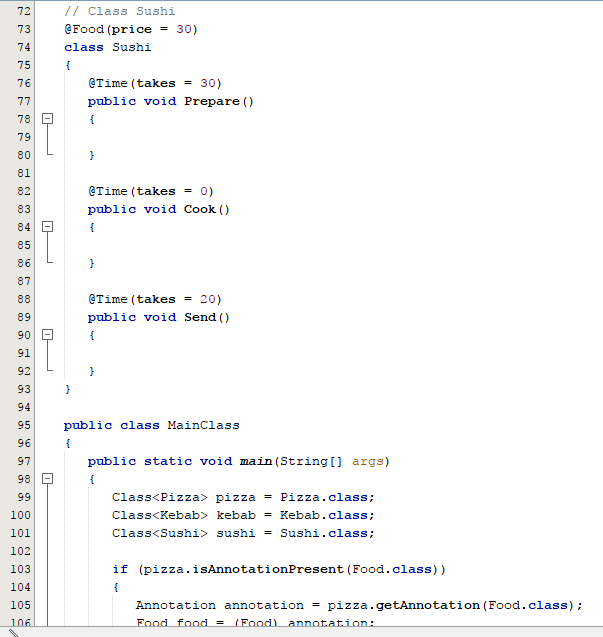 72 // Class Sushi
73 @Food(price = 30)
74 class Sushi
75 {
76 @Time(takes = 30)
77 public void Prepare()
78 {
79
80 }
81
82 @Time(takes = 0)
83 public void Cook()
84 {
85
86 }
87
88 @Time(takes = 20)
89 public void Send()
90 {
91
92 }
93 }
94
95 public class MainClass
96 {
97 public static void main(String[] args)
98 {
99 Class<Pizza> pizza = Pizza.class;
100 Class<Kebab> kebab = Kebab.class;
101 Class<Sushi> sushi = Sushi.class;
102
103 if (pizza.isAnnotationPresent(Food.class))
104 {
105 Annotation annotation = pizza.getAnnotation(Food.class);
106 Food food = (Food) annotation;